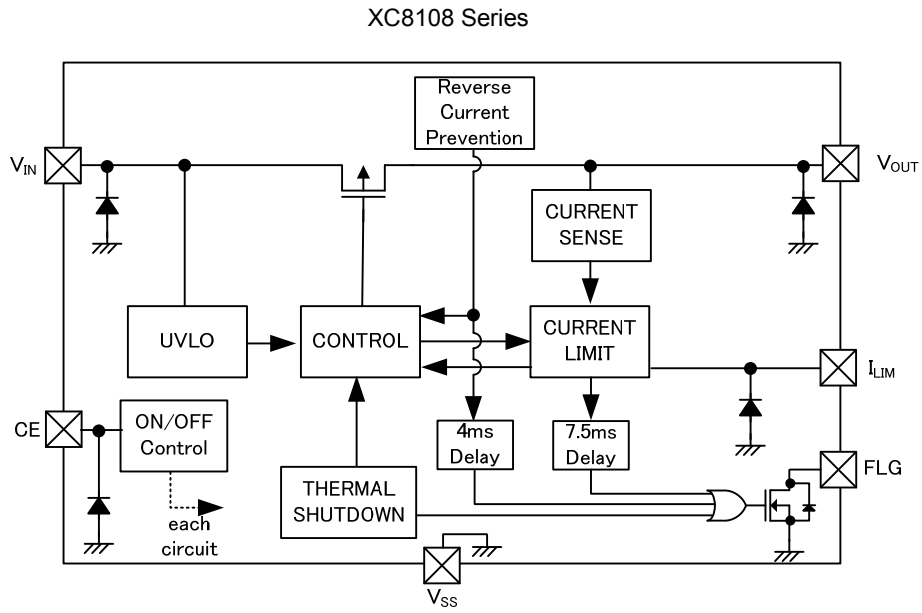 XC8108 Series
Reverse
Current
Prevention
VIN
VOUT
CURRENT
SENSE
UVLO
CONTROL
CURRENT
LIMIT
ILIM
CE
ON/OFF
Control
4ms
Delay
7.5ms
Delay
FLG
THERMAL
SHUTDOWN
each
circuit
VSS